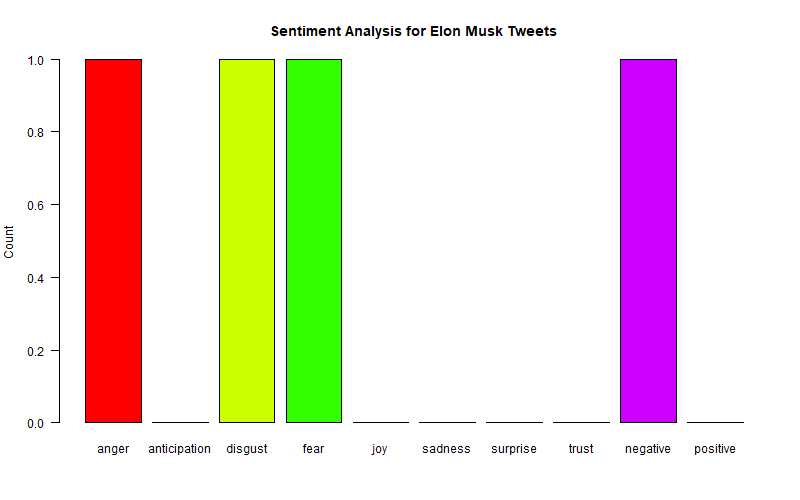 Sentiment Analysis for Elon Musk Tweets
Count
1.0
0.8
0.6
0.4
0.2
0.0
anger anticipation disgust fear joy sadness surprise trust negative positive